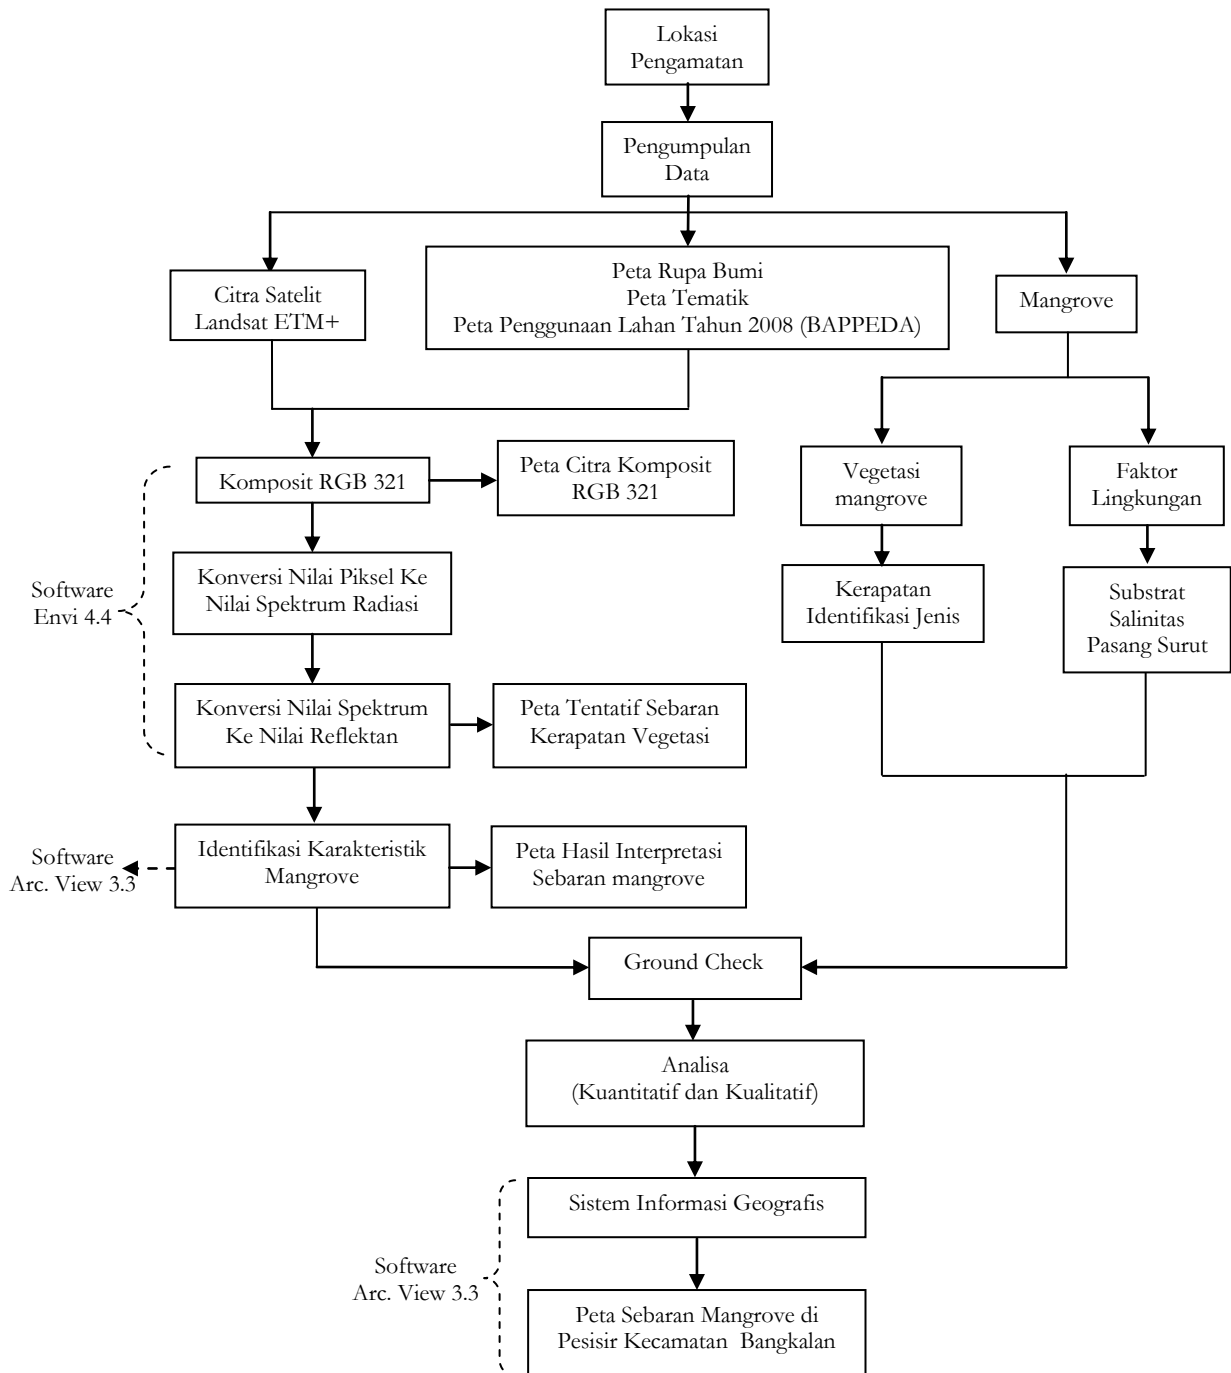 Lokasi
Pengamatan
Pengumpulan
Data
Citra Satelit
Landsat ETM+
Peta Rupa Bumi
Peta Tematik
Peta Penggunaan Lahan Tahun 2008 (BAPPEDA)
Mangrove
Komposit RGB 321
Peta Citra Komposit
RGB 321
Vegetasi
mangrove
Faktor
Lingkungan
Software
Envi 4.4
Konversi Nilai Piksel Ke
Nilai Spektrum Radiasi
Kerapatan
Identifikasi Jenis
Substrat
Salinitas
Pasang Surut
Konversi Nilai Spektrum
Ke Nilai Reflektan
Peta Tentatif Sebaran
Kerapatan Vegetasi
Software
Arc. View 3.3
Identifikasi Karakteristik
Mangrove
Peta Hasil Interpretasi
Sebaran mangrove
Ground Check
Analisa
(Kuantitatif dan Kualitatif)
Sistem Informasi Geografis
Software
Arc. View 3.3
Peta Sebaran Mangrove di
Pesisir Kecamatan  Bangkalan